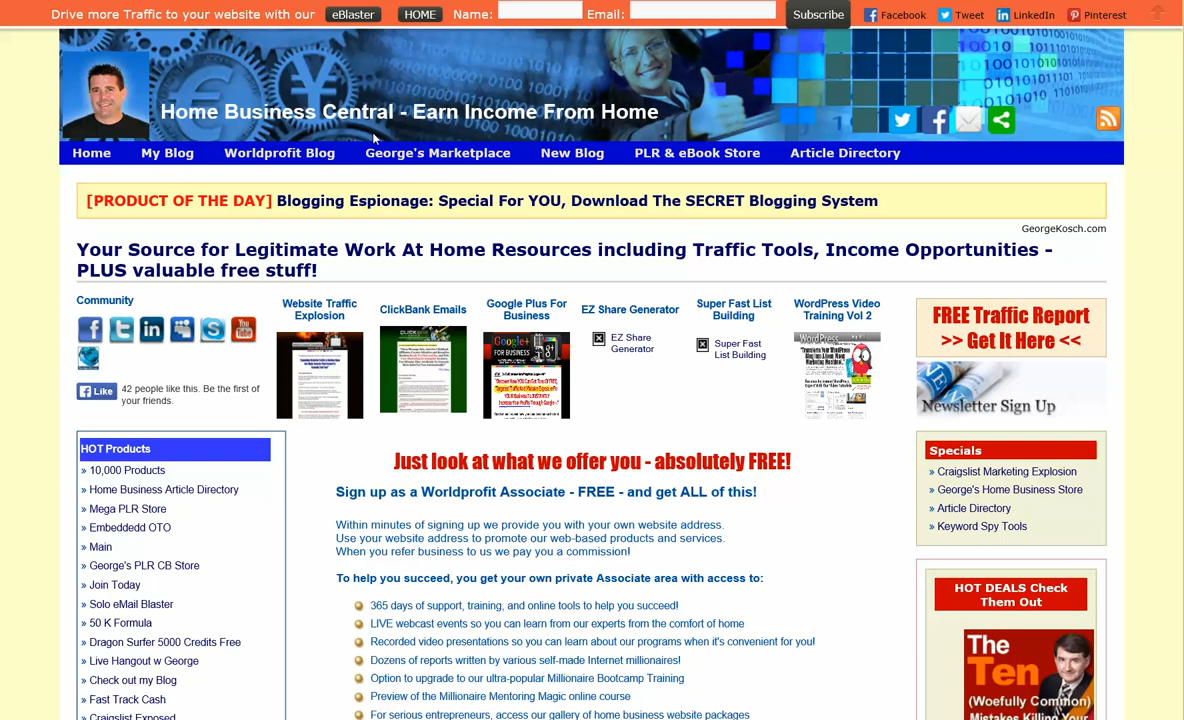 Drive more Traffic to your website with our eBlaster HOME Name: Email: Subscribe Facebook Tweet LinkedIn Pinterest
Home Business Central - Earn Income From Home
Home My Blog Worldprofit Blog George's Marketplace New Blog PLR & eBook Store Article Directory
[PRODUCT OF THE DAY] Blogging Espionage: Special For YOU, Download The SECRET Blogging System
GeorgeKosch.com
Your Source for Legitimate Work At Home Resources including Traffic Tools, Income Opportunities -
PLUS valuable free stuff!
Community
Like 42 people like this. Be the first of
your friends.
Website Traffic
Explosion
ClickBank Emails
Google Plus For
Business
EZ Share Generator
EZ Share
Generator
Super Fast List
Building
Super Fast
List Building
WordPress Video
Training Vol 2
FREE Traffic Report
>> Get It Here <<
Newsletter Sign Up
HOT Products
» 10,000 Products
» Home Business Article Directory
» Mega PLR Store
» Embeddedd OTO
» Main
» George's PLR CB Store
» Join Today
» Solo eMail Blaster
» 50 K Formula
» Dragon Surfer 5000 Credits Free
» Live Hangout w George
» Check out my Blog
» Fast Track Cash
» Craigslist Exposed
Just look at what we offer you - absolutely FREE!
Sign up as a Worldprofit Associate - FREE - and get ALL of this!
Within minutes of signing up we provide you with your own website address.
Use your website address to promote our web-based products and services.
When you refer business to us we pay you a commission!
To help you succeed, you get your own private Associate area with access to:
365 days of support, training, and online tools to help you succeed!
LIVE webcast events so you can learn from our experts from the comfort of home
Recorded video presentations so you can learn about our programs when it's convenient for you!
Dozens of reports written by various self-made Internet millionaires!
Option to upgrade to our ultra-popular Millionaire Bootcamp Training
Preview of the Millionaire Mentoring Magic online course
For serious entrepreneurs, access our gallery of home business website packages
Specials
» Craigslist Marketing Explosion
» George's Home Business Store
» Article Directory
» Keyword Spy Tools
HOT DEALS Check
Them Out
The
Ten
(Woefully Common)
Mistakes Killing Your